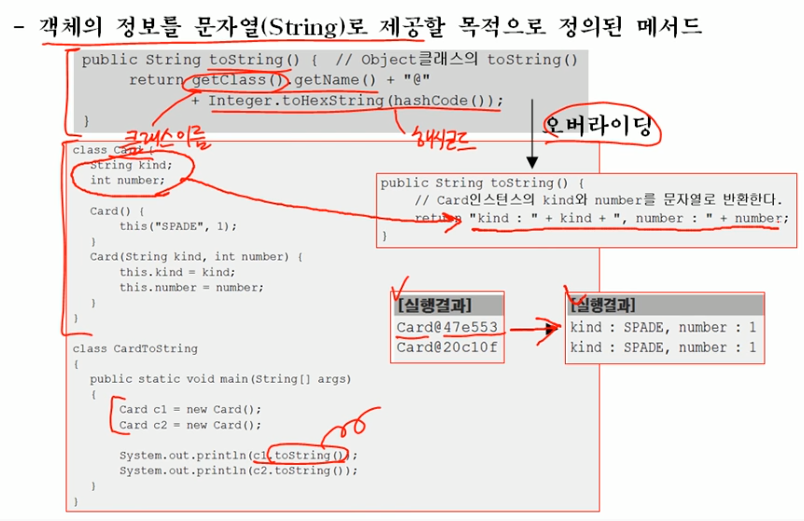 - 객체의 정보를 문자열(String)로 제공할 목적으로 정의된 메서드
public String toString() { // Object클래스의 toString()
return getClass().getName() + "@"
+ Integer.toHexString(hashCode());
}
클래스이름
해시코드
오버라이딩
class Card {
String kind;
int number;
Card() {
this("SPADE", 1);
}
Card(String kind, int number) {
this.kind = kind;
this.number = number;
}
}
public String toString() {
// Card인스턴스의 kind와 number를 문자열로 반환한다.
return "kind : " + kind + ", number : " + number;
}
[실행결과]
Card@47e553
Card@20c10f
[실행결과]
kind : SPADE, number : 1
kind : SPADE, number : 1
class CardToString
{
public static void main(String[] args)
{
Card c1 = new Card();
Card c2 = new Card();
System.out.println(c1.toString());
System.out.println(c2.toString());
}
}